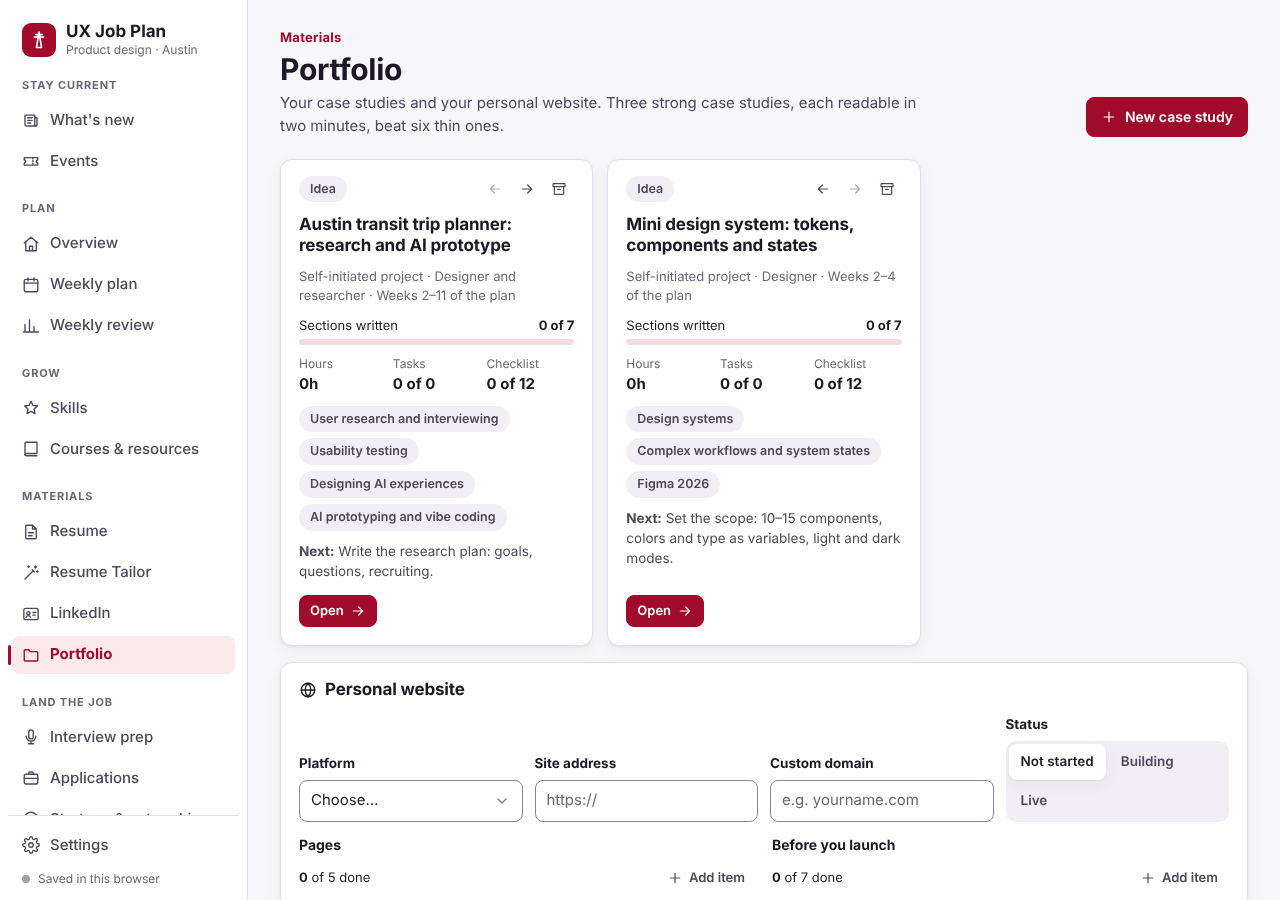 UX Job Plan
Product design · Austin
STAY CURRENT
What's new
Events
PLAN
Overview
Weekly plan
Weekly review
GROW
Skills
Courses & resources
MATERIALS
Resume
Resume Tailor
LinkedIn
Portfolio
LAND THE JOB
Interview prep
Applications
Settings
Saved in this browser
Materials
Portfolio
Your case studies and your personal website. Three strong case studies, each readable in
two minutes, beat six thin ones.
New case study
Idea
Austin transit trip planner:
research and AI prototype
Self-initiated project · Designer and
researcher · Weeks 2–11 of the plan
Sections written 0 of 7
Hours Tasks Checklist
0h 0 of 0 0 of 12
User research and interviewing
Usability testing
Designing AI experiences
AI prototyping and vibe coding
Next: Write the research plan: goals,
questions, recruiting.
Open
Idea
Mini design system: tokens,
components and states
Self-initiated project · Designer · Weeks 2–4
of the plan
Sections written 0 of 7
Hours Tasks Checklist
0h 0 of 0 0 of 12
Design systems
Complex workflows and system states
Figma 2026
Next: Set the scope: 10–15 components,
colors and type as variables, light and dark
modes.
Open
Personal website
Platform
Choose...
Site address
https://
Custom domain
e.g. yourname.com
Status
Not started Building
Live
Pages
0 of 5 done Add item
Before you launch
0 of 7 done Add item